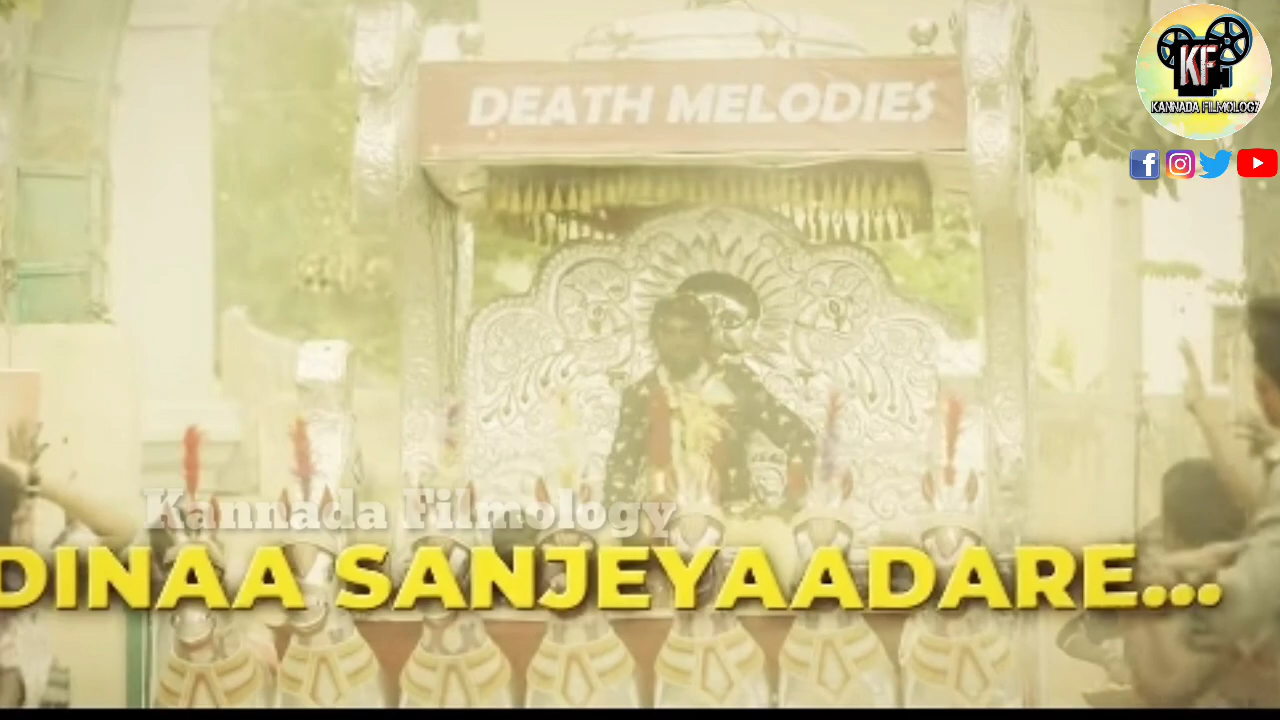 DEATH MELODIES
KF
KANNADA FILMOLOGY
Kannada Filmology
DINAA SANJEYAADARE...